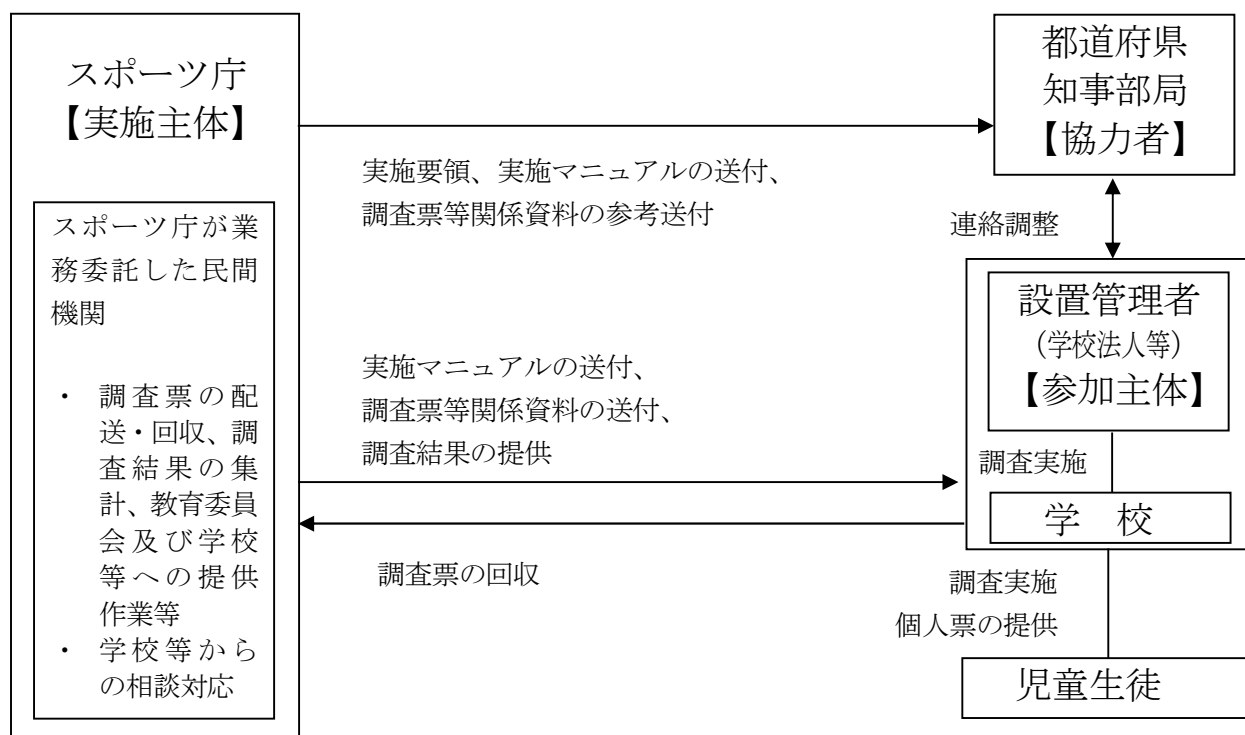 スポーツ庁
【実施主体】
スポーツ庁が業
務委託した民間
機関
・ 調査票の配
送・回収、調
査結果の集
計、教育委員
会及び学校
等への提供
作業等
・ 学校等から
の相談対応
実施要領、実施マニュアルの送付、
調査票等関係資料の参考送付
実施マニュアルの送付、
調査票等関係資料の送付、
調査結果の提供
調査票の回収
都道府県
知事部局
【協力者】
連絡調整
設置管理者
(学校法人等)
【参加主体】
調査実施
学 校
調査実施
個人票の提供
児童生徒